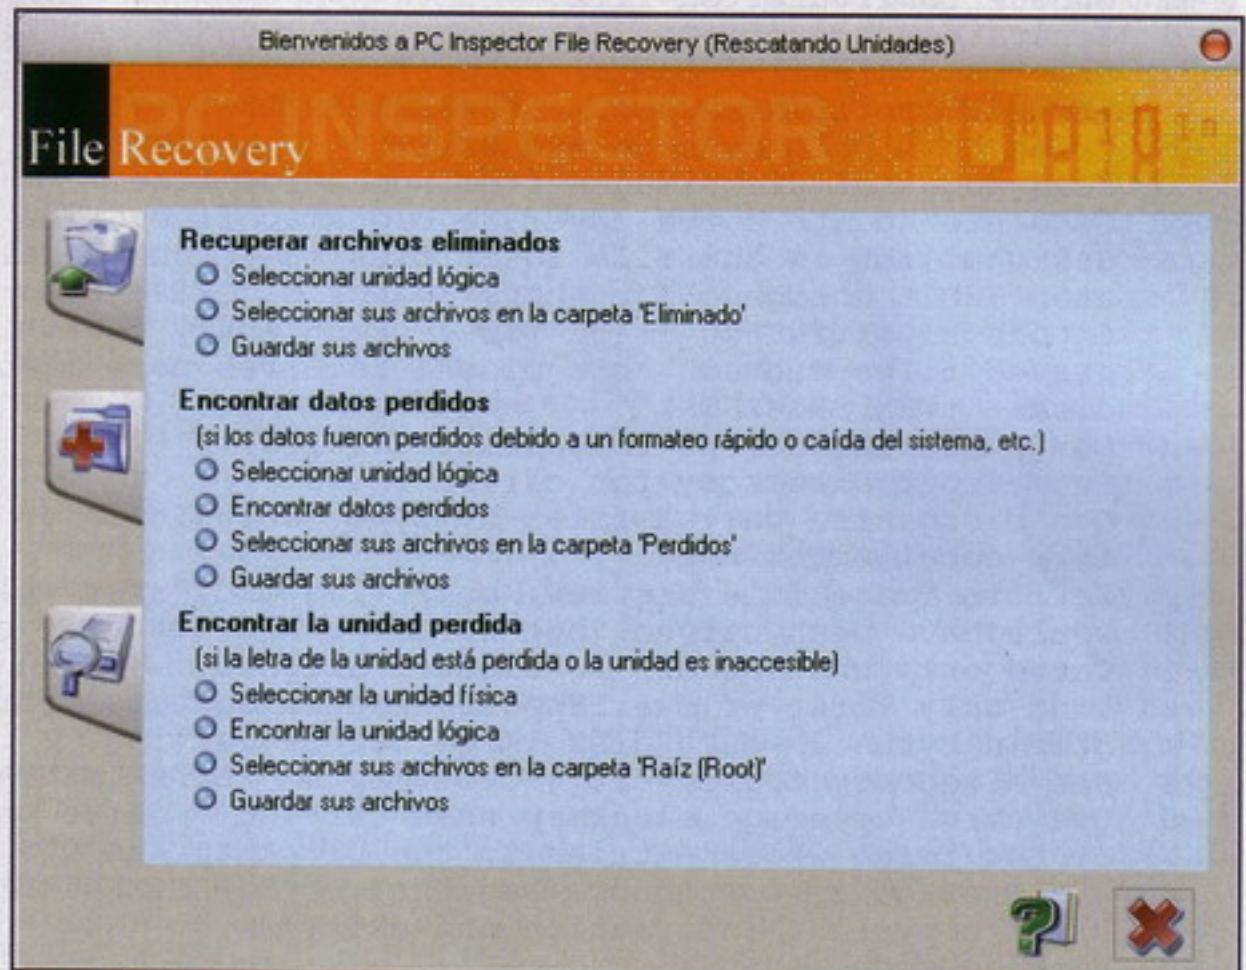 Bienvenidos a PC Inspector File Recovery (Rescatando Unidades)
PC INSPECTOR
File Recovery
Recuperar archivos eliminados
Seleccionar unidad lógica
Seleccionar sus archivos en la carpeta 'Eliminado'
Guardar sus archivos
Encontrar datos perdidos
(si los datos fueron perdidos debido a un formateo rápido o caída del sistema, etc.)
Seleccionar unidad lógica
Encontrar datos perdidos
Seleccionar sus archivos en la carpeta 'Perdidos'
Guardar sus archivos
Encontrar la unidad perdida
(si la letra de la unidad está perdida o la unidad es inaccesible)
Seleccionar la unidad física
Encontrar la unidad lógica
Seleccionar sus archivos en la carpeta 'Raíz (Root)'
Guardar sus archivos